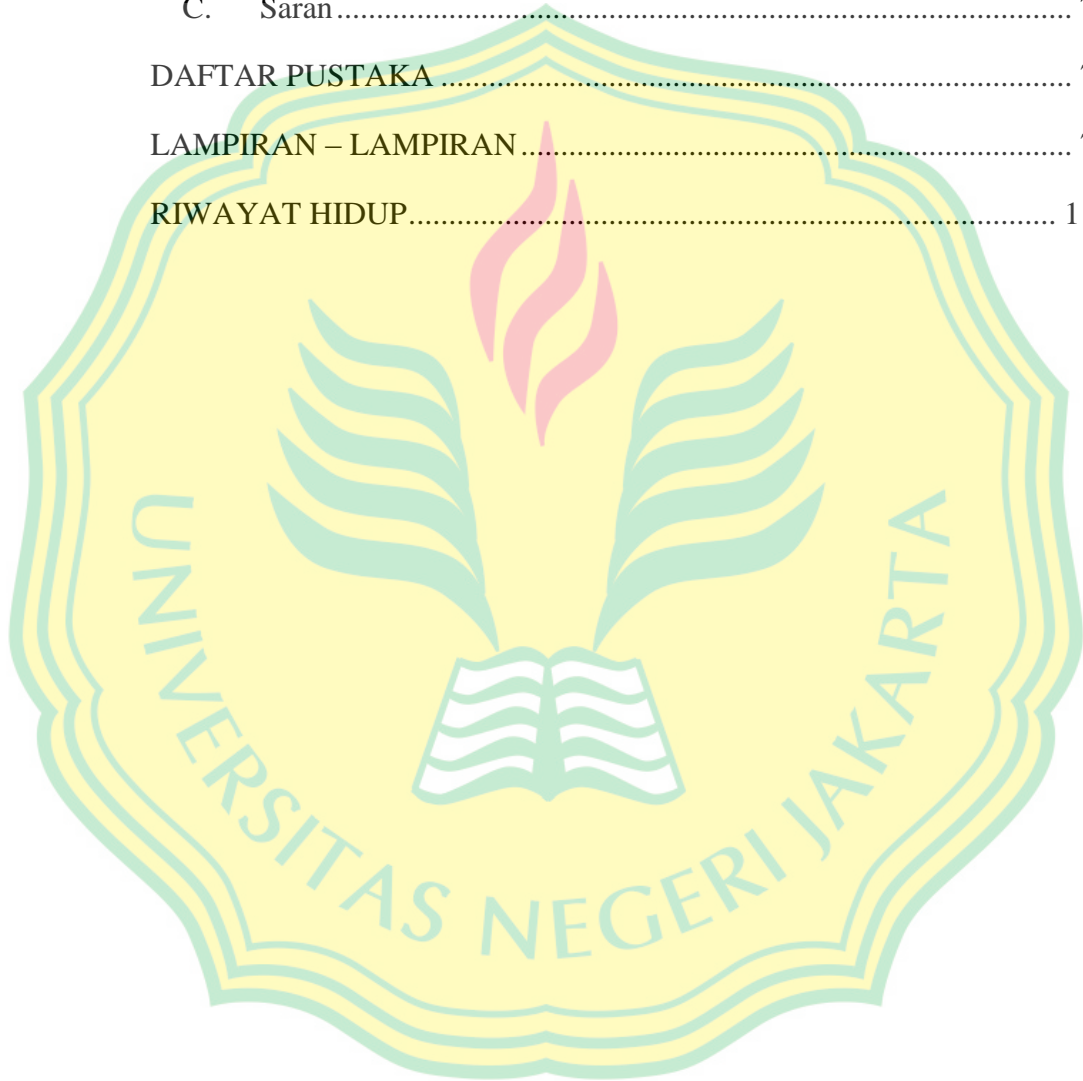 C. Saran ........................................................................................................
DAFTAR PUSTAKA ........................................................................................
LAMPIRAN – LAMPIRAN ..............................................................................
RIWAYAT HIDUP............................................................................................ 1
UNIVERSITAS NEGERI JAKARTA